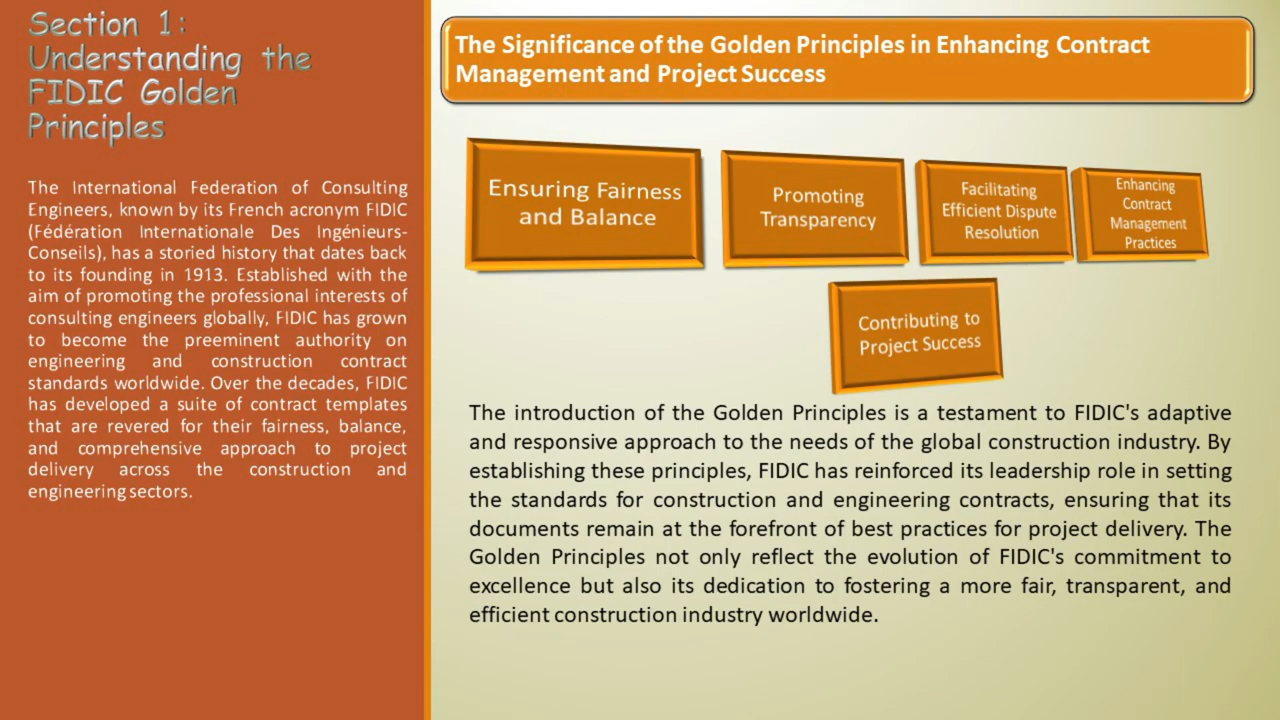 Section 1:
Understanding the
FIDIC Golden
Principles
The International Federation of Consulting
Engineers, known by its French acronym FIDIC
(Fédération Internationale Des Ingénieurs-
Conseils), has a storied history that dates back
to its founding in 1913. Established with the
aim of promoting the professional interests of
consulting engineers globally, FIDIC has grown
to become the preeminent authority on
engineering and construction contract
standards worldwide. Over the decades, FIDIC
has developed a suite of contract templates
that are revered for their fairness, balance,
and comprehensive approach to project
delivery across the construction and
engineering sectors.
The Significance of the Golden Principles in Enhancing Contract
Management and Project Success
Ensuring Fairness
and Balance
Promoting
Transparency
Facilitating
Efficient Dispute
Resolution
Enhancing
Contract
Management
Practices
Contributing to
Project Success
The introduction of the Golden Principles is a testament to FIDIC's adaptive
and responsive approach to the needs of the global construction industry. By
establishing these principles, FIDIC has reinforced its leadership role in setting
the standards for construction and engineering contracts, ensuring that its
documents remain at the forefront of best practices for project delivery. The
Golden Principles not only reflect the evolution of FIDIC's commitment to
excellence but also its dedication to fostering a more fair, transparent, and
efficient construction industry worldwide.